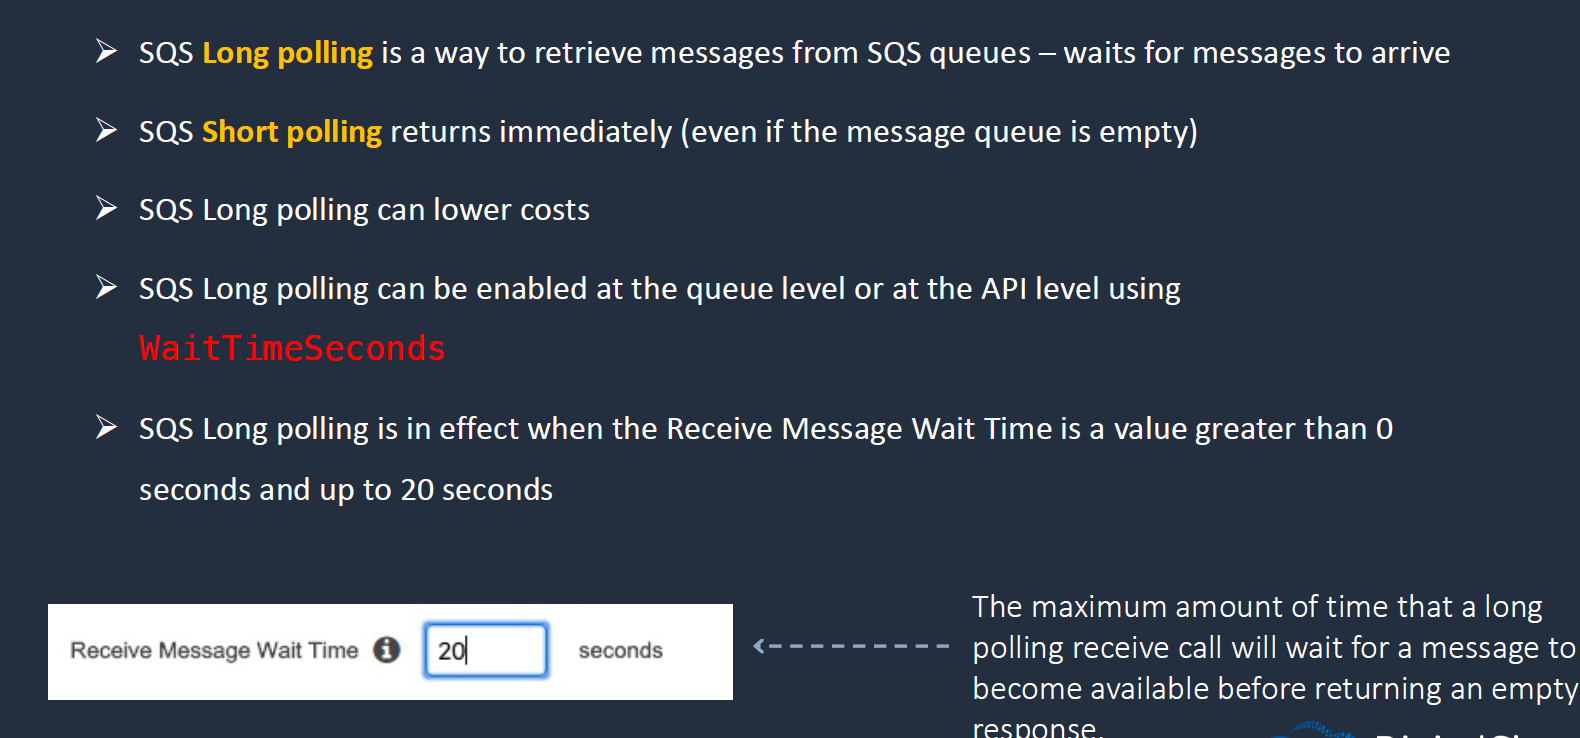 SQS Long polling is a way to retrieve messages from SQS queues – waits for messages to arrive
SQS Short polling returns immediately (even if the message queue is empty)
SQS Long polling can lower costs
SQS Long polling can be enabled at the queue level or at the API level using
WaitTimeSeconds
SQS Long polling is in effect when the Receive Message Wait Time is a value greater than 0
seconds and up to 20 seconds
Receive Message Wait Time 20 seconds
The maximum amount of time that a long
polling receive call will wait for a message to
become available before returning an empty
response.